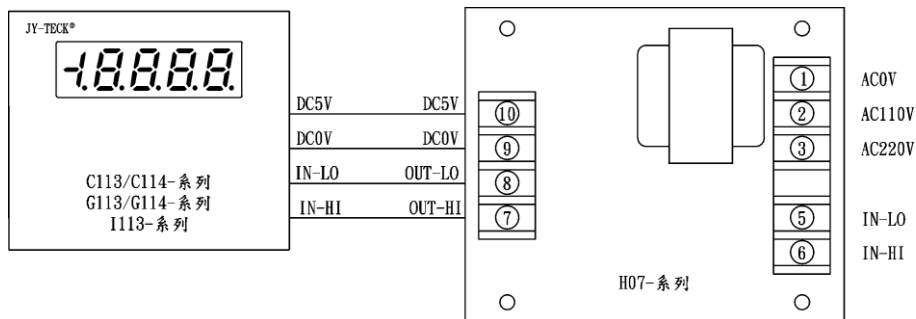 JY-TECK®
-1.8.8.8.8
C113/C114-系列
G113/G114-系列
I113-系列
DC5V
DC0V
IN-LO
IN-HI
DC5V
DC0V
OUT-LO
OUT-HI
⑩
⑨
⑧
⑦
H07-系列
① AC0V
② AC110V
③ AC220V
⑤ IN-LO
⑥ IN-HI